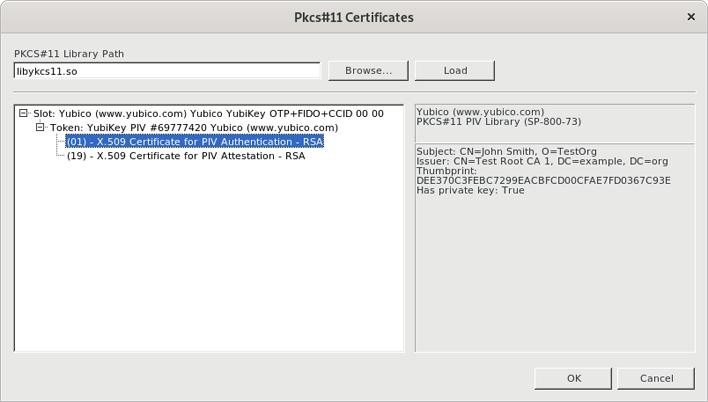 Pkcs#11 Certificates
×
PKCS#11 Library Path
libykcs11.so
Browse...
Load
Slot: Yubico (www.yubico.com) Yubico YubiKey OTP+FIDO+CCID 00 00
Token: YubiKey PIV #69777420 Yubico (www.yubico.com)
(01) - X.509 Certificate for PIV Authentication - RSA
(19) - X.509 Certificate for PIV Attestation - RSA
Yubico (www.yubico.com)
PKCS#11 PIV Library (SP-800-73)
Subject: CN=John Smith, O=TestOrg
Issuer: CN=Test Root CA 1, DC=example, DC=org
Thumbprint:
DEE370C3FEBC7299EACBFCD00CFAE7FD0367C93E
Has private key: True
OK
Cancel